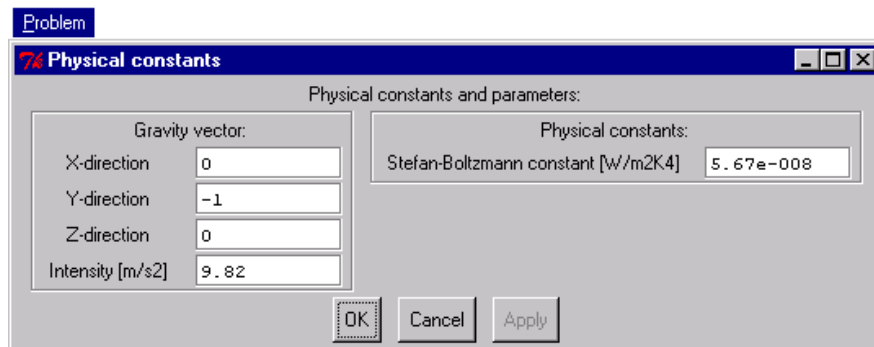 Problem
Physical constants
Physical constants and parameters:
Gravity vector:
X-direction 0
Y-direction -1
Z-direction 0
Intensity [m/s2] 9.82
Physical constants:
Stefan-Boltzmann constant [W/m2K4] 5.67e-008
OK Cancel Apply